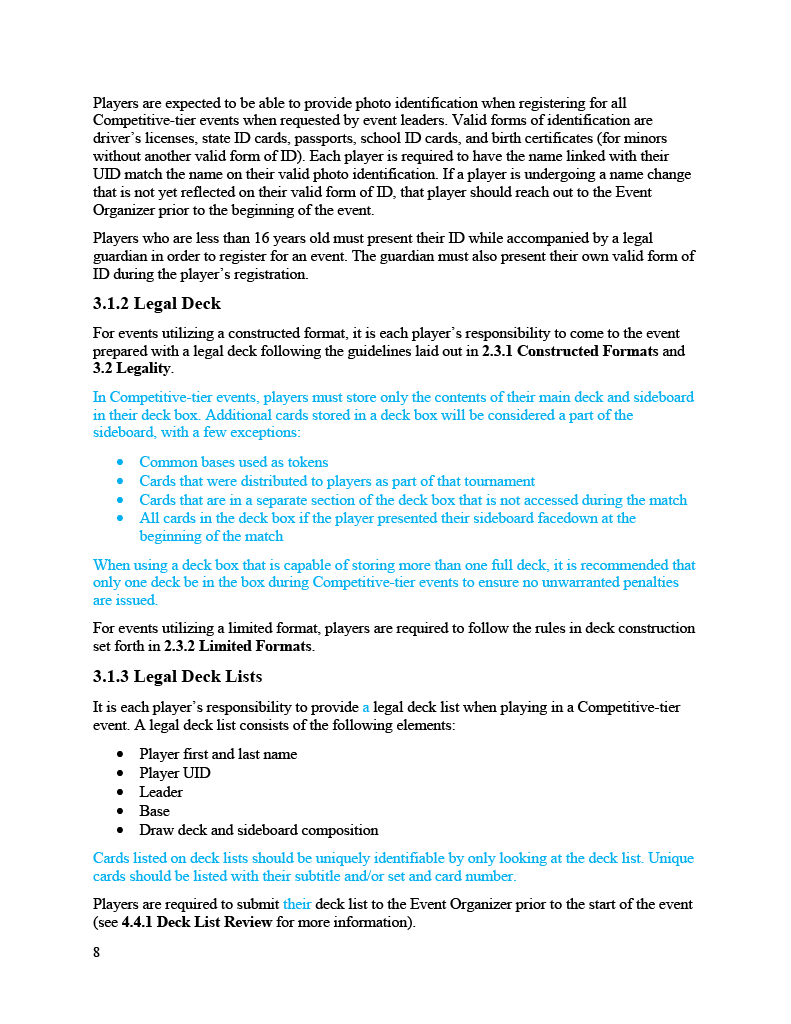 Players are expected to be able to provide photo identification when registering for all
Competitive-tier events when requested by event leaders. Valid forms of identification are
driver’s licenses, state ID cards, passports, school ID cards, and birth certificates (for minors
without another valid form of ID). Each player is required to have the name linked with their
UID match the name on their valid photo identification. If a player is undergoing a name change
that is not yet reflected on their valid form of ID, that player should reach out to the Event
Organizer prior to the beginning of the event.
Players who are less than 16 years old must present their ID while accompanied by a legal
guardian in order to register for an event. The guardian must also present their own valid form of
ID during the player’s registration.
3.1.2 Legal Deck
For events utilizing a constructed format, it is each player’s responsibility to come to the event
prepared with a legal deck following the guidelines laid out in 2.3.1 Constructed Formats and
3.2 Legality.
In Competitive-tier events, players must store only the contents of their main deck and sideboard
in their deck box. Additional cards stored in a deck box will be considered a part of the
sideboard, with a few exceptions:
• Common bases used as tokens
• Cards that were distributed to players as part of that tournament
• Cards that are in a separate section of the deck box that is not accessed during the match
• All cards in the deck box if the player presented their sideboard facedown at the
beginning of the match
When using a deck box that is capable of storing more than one full deck, it is recommended that
only one deck be in the box during Competitive-tier events to ensure no unwarranted penalties
are issued.
For events utilizing a limited format, players are required to follow the rules in deck construction
set forth in 2.3.2 Limited Formats.
3.1.3 Legal Deck Lists
It is each player’s responsibility to provide a legal deck list when playing in a Competitive-tier
event. A legal deck list consists of the following elements:
• Player first and last name
• Player UID
• Leader
• Base
• Draw deck and sideboard composition
Cards listed on deck lists should be uniquely identifiable by only looking at the deck list. Unique
cards should be listed with their subtitle and/or set and card number.
Players are required to submit their deck list to the Event Organizer prior to the start of the event
(see 4.4.1 Deck List Review for more information).
8